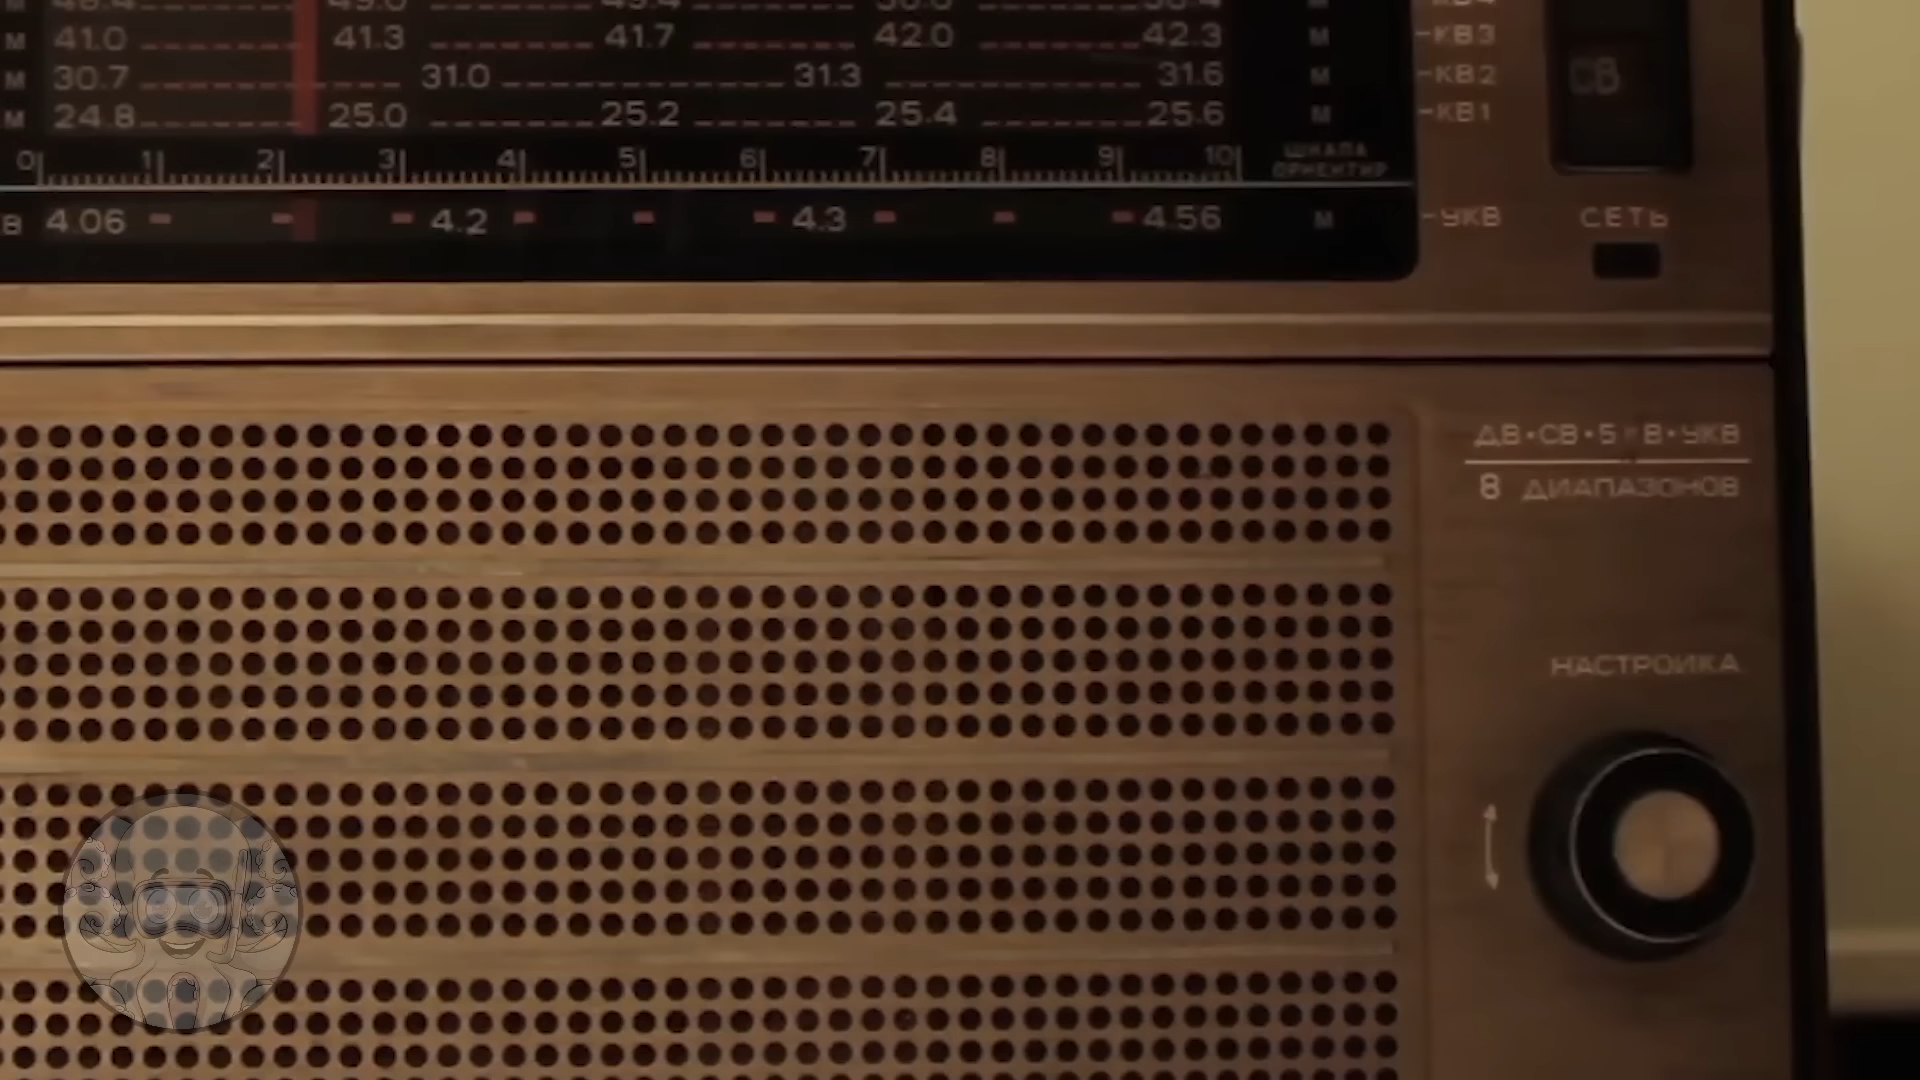 41.0 41.3 41.7 42.0 42.3 М -КВ3
М 30.7 31.0 31.3 31.6 М -КВ2
М 24.8 25.0 25.2 25.4 25.6 М -КВ1
СВ
0 1 2 3 4 5 6 7 8 9 10 ШКАЛА
ОРИЕНТИР
4.06 4.2 4.3 4.56 М -УКВ
СЕТЬ
ДВ·СВ·5 В·УКВ
8 ДИАПАЗОНОВ
НАСТРОЙКА